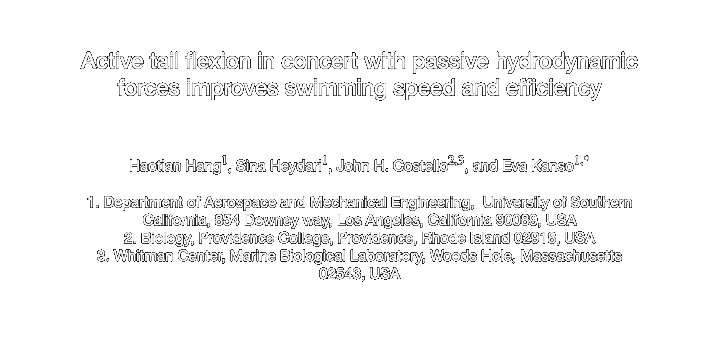 Active tail flexion in concert with passive hydrodynamic
forces improves swimming speed and efficiency
Haotian Hang1, Sina Heydari1, John H. Costello2,3, and Eva Kanso1,*
1. Department of Aerospace and Mechanical Engineering, University of Southern
California, 854 Downey way, Los Angeles, California 90089, USA
2. Biology, Providence College, Providence, Rhode Island 02918, USA
3. Whitman Center, Marine Biological Laboratory, Woods Hole, Massachusetts
02543, USA